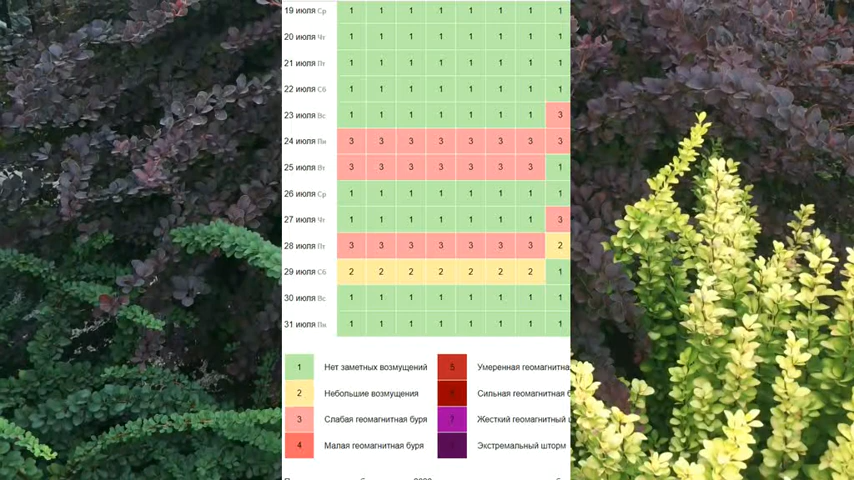 19 июля Ср 1 1 1 1 1 1 1 1
20 июля Чт 1 1 1 1 1 1 1 1
21 июля Пт 1 1 1 1 1 1 1 1
22 июля Сб 1 1 1 1 1 1 1 1
23 июля Вс 1 1 1 1 1 1 1 3
24 июля Пн 3 3 3 3 3 3 3 3
25 июля Вт 3 3 3 3 3 3 3 1
26 июля Ср 1 1 1 1 1 1 1 1
27 июля Чт 1 1 1 1 1 1 1 3
28 июля Пт 3 3 3 3 3 3 3 2
29 июля Сб 2 2 2 2 2 2 2 1
30 июля Вс 1 1 1 1 1 1 1 1
31 июля Пн 1 1 1 1 1 1 1 1
1 Нет заметных возмущений 5 Умеренная геомагнитна
2 Небольшие возмущения Сильная геомагнитная
3 Слабая геомагнитная буря 7 Жесткий геомагнитный
4 Малая геомагнитная буря Экстремальный шторм